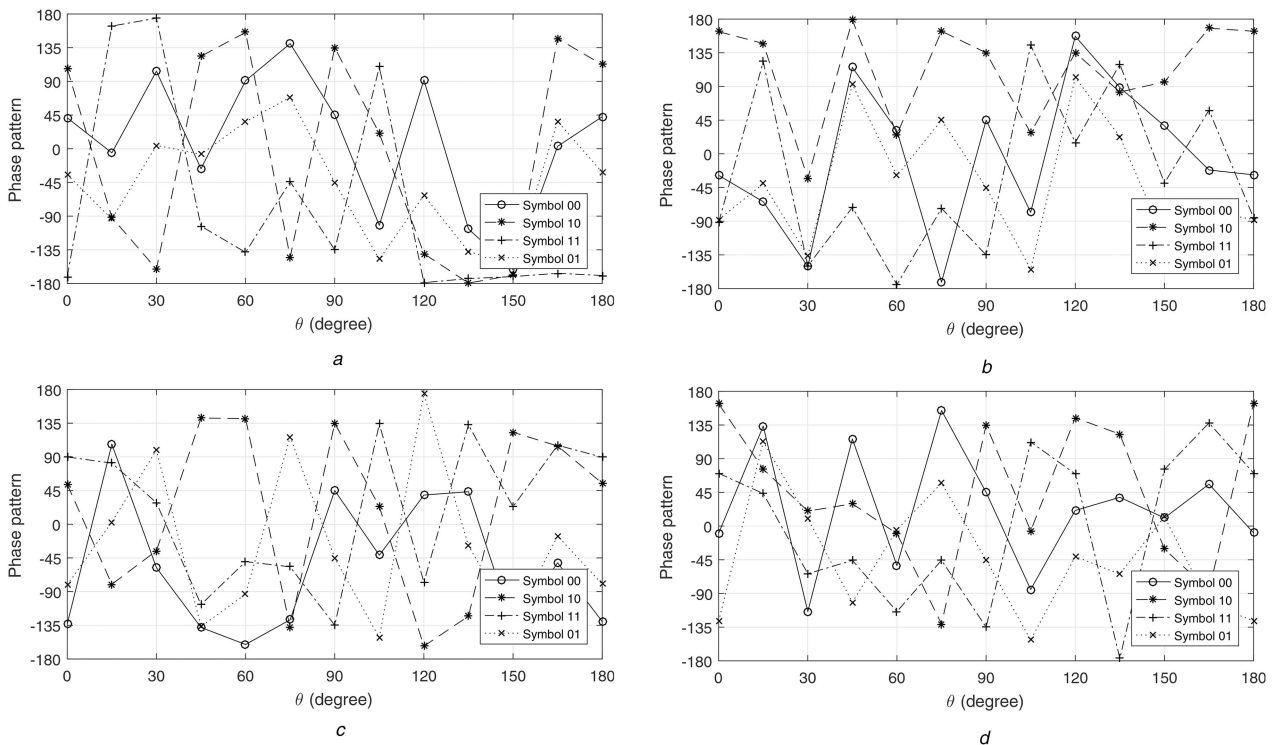 180
135
90
45
0
-45
-90
-135
-180
Phase pattern
0 30 60 90 120 150 180
θ (degree)
Symbol 00
Symbol 10
Symbol 11
Symbol 01
a
180
135
90
45
0
-45
-90
-135
-180
Phase pattern
0 30 60 90 120 150 180
θ (degree)
Symbol 00
Symbol 10
Symbol 11
Symbol 01
b
180
135
90
45
0
-45
-90
-135
-180
Phase pattern
0 30 60 90 120 150 180
θ (degree)
Symbol 00
Symbol 10
Symbol 11
Symbol 01
c
180
135
90
45
0
-45
-90
-135
-180
Phase pattern
0 30 60 90 120 150 180
θ (degree)
Symbol 00
Symbol 10
Symbol 11
Symbol 01
d